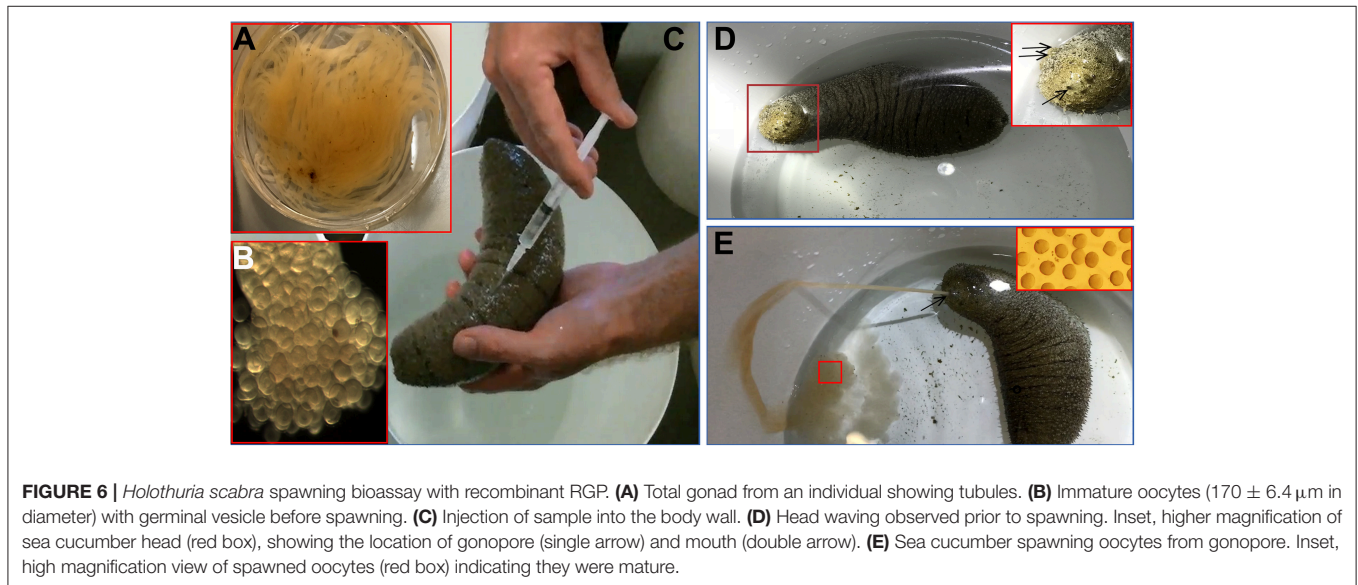 A
C
B
D
E
FIGURE 6 | Holothuria scabra spawning bioassay with recombinant RGP. (A) Total gonad from an individual showing tubules. (B) Immature oocytes (170 ± 6.4 μm in
diameter) with germinal vesicle before spawning. (C) Injection of sample into the body wall. (D) Head waving observed prior to spawning. Inset, higher magnification of
sea cucumber head (red box), showing the location of gonopore (single arrow) and mouth (double arrow). (E) Sea cucumber spawning oocytes from gonopore. Inset,
high magnification view of spawned oocytes (red box) indicating they were mature.